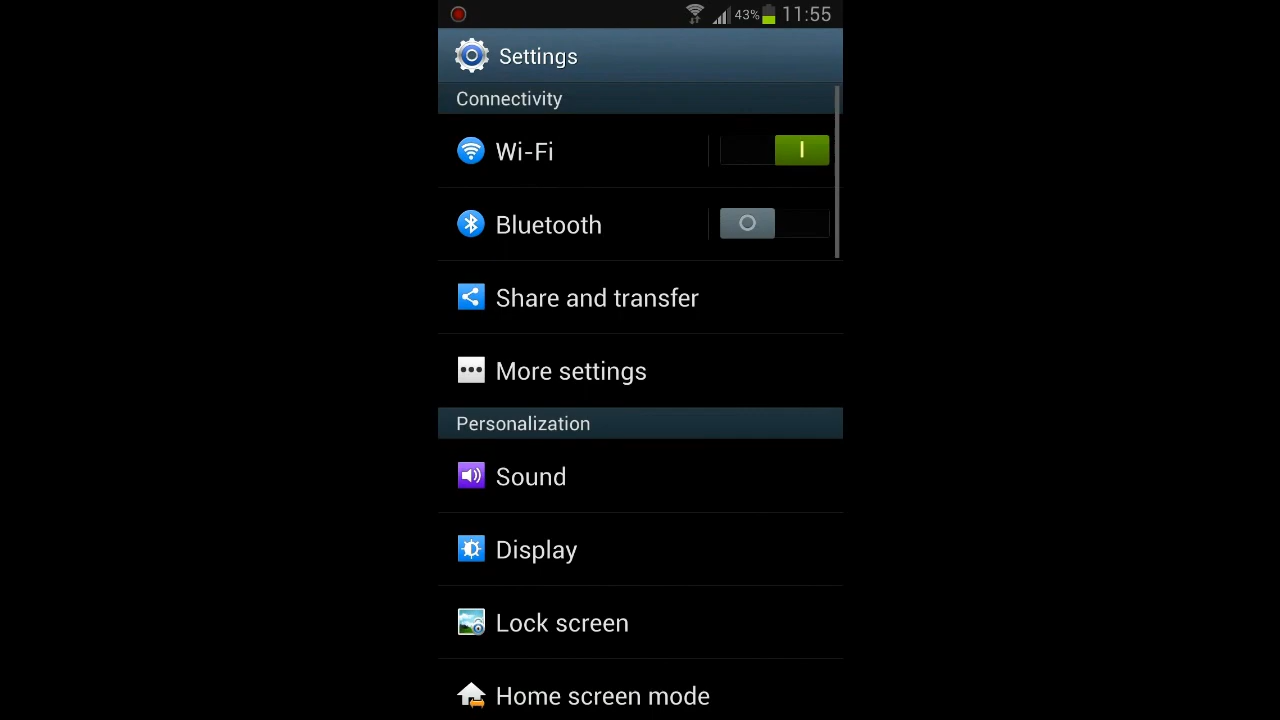 43% 11:55
Settings
Connectivity
Wi-Fi
Bluetooth
Share and transfer
More settings
Personalization
Sound
Display
Lock screen
Home screen mode